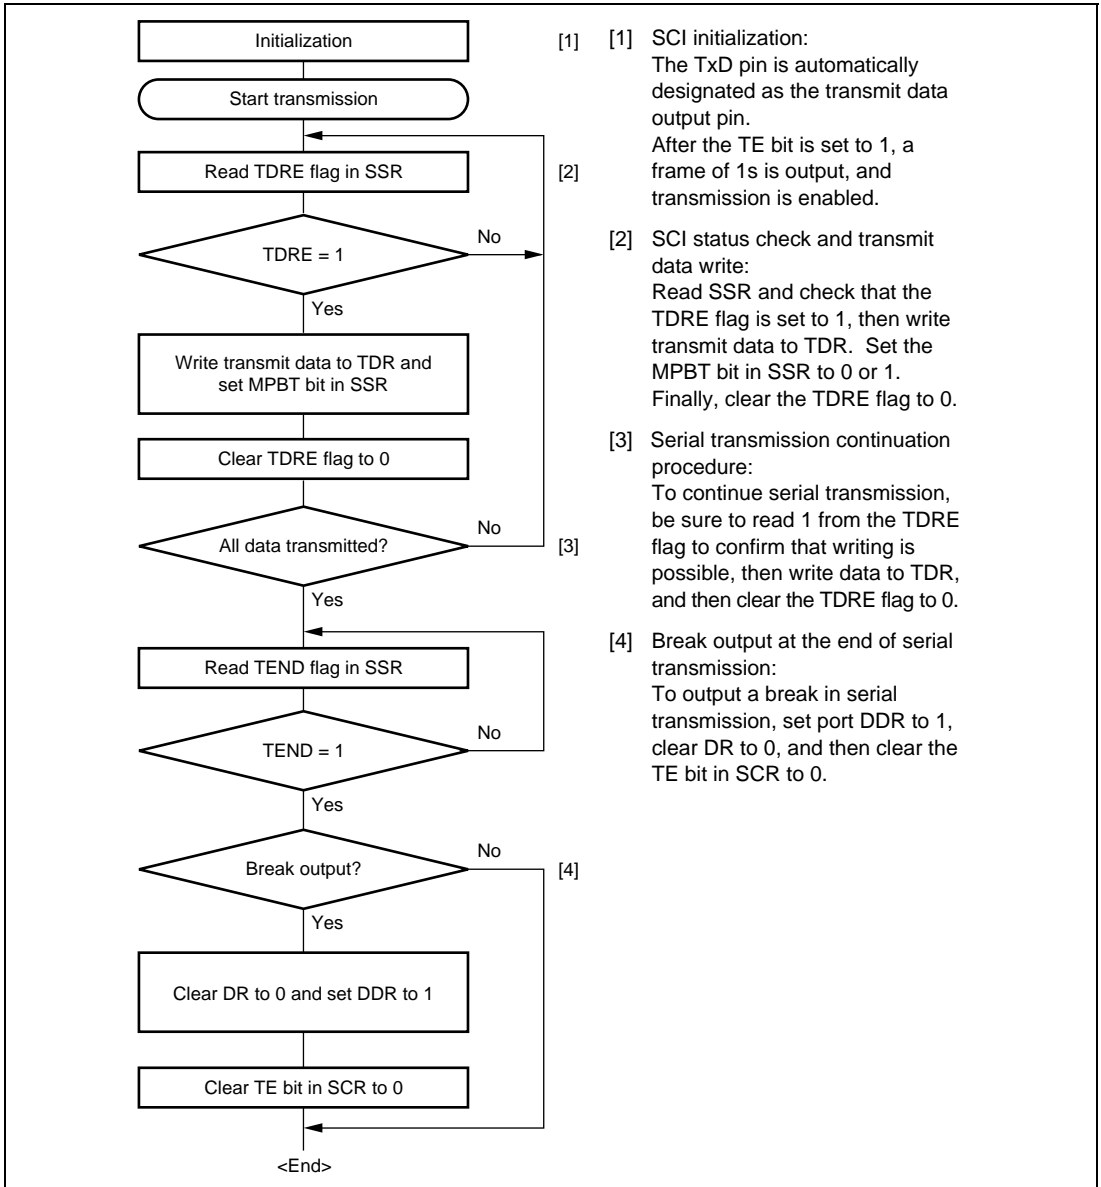 Initialization
[1]
Start transmission
Read TDRE flag in SSR
[2]
TDRE = 1
No
Yes
Write transmit data to TDR and
set MPBT bit in SSR
Clear TDRE flag to 0
All data transmitted?
No
[3]
Yes
Read TEND flag in SSR
TEND = 1
No
Yes
Break output?
No
[4]
Yes
Clear DR to 0 and set DDR to 1
Clear TE bit in SCR to 0
<End>
[1] SCI initialization:
The TxD pin is automatically
designated as the transmit data
output pin.
After the TE bit is set to 1, a
frame of 1s is output, and
transmission is enabled.
[2] SCI status check and transmit
data write:
Read SSR and check that the
TDRE flag is set to 1, then write
transmit data to TDR. Set the
MPBT bit in SSR to 0 or 1.
Finally, clear the TDRE flag to 0.
[3] Serial transmission continuation
procedure:
To continue serial transmission,
be sure to read 1 from the TDRE
flag to confirm that writing is
possible, then write data to TDR,
and then clear the TDRE flag to 0.
[4] Break output at the end of serial
transmission:
To output a break in serial
transmission, set port DDR to 1,
clear DR to 0, and then clear the
TE bit in SCR to 0.